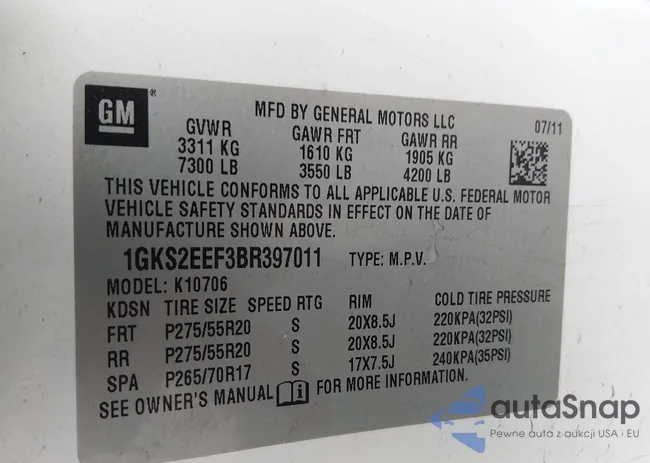 GM®
MFD BY GENERAL MOTORS LLC
07/11
GVWR GAWR FRT GAWR RR
3311 KG 1610 KG 1905 KG
7300 LB 3550 LB 4200 LB
THIS VEHICLE CONFORMS TO ALL APPLICABLE U.S. FEDERAL MOTOR
VEHICLE SAFETY STANDARDS IN EFFECT ON THE DATE OF
MANUFACTURE SHOWN ABOVE.
1GKS2EEF3BR397011 TYPE: M.P.V.
MODEL: K10706
KDSN TIRE SIZE SPEED RTG RIM COLD TIRE PRESSURE
FRT P275/55R20 S 20X8.5J 220KPA(32PSI)
RR P275/55R20 S 20X8.5J 220KPA(32PSI)
SPA P265/70R17 S 17X7.5J 240KPA(35PSI)
SEE OWNER'S MANUAL i FOR MORE INFORMATION.
autaSnap
Pewne auta z aukcji USA i EU